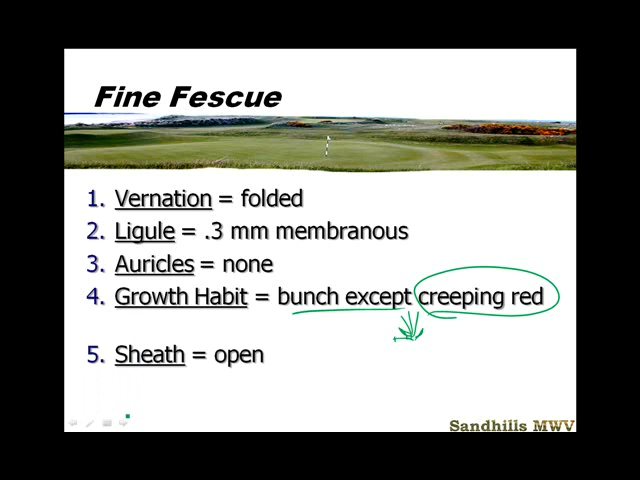 Fine Fescue
1. Vernation = folded
2. Ligule = .3 mm membranous
3. Auricles = none
4. Growth Habit = bunch except creeping red
5. Sheath = open
Sandhills MWV